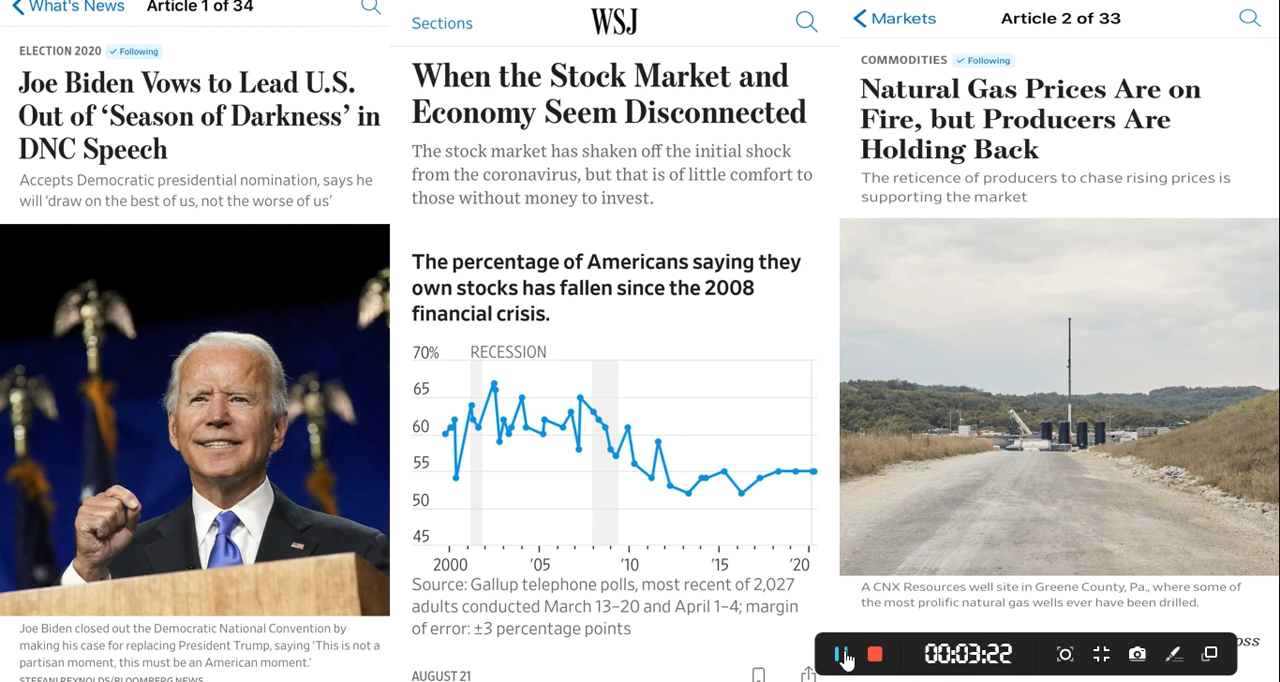 What's News
Article 1 of 34
ELECTION 2020 ✓ Following
Joe Biden Vows to Lead U.S.
Out of ‘Season of Darkness’ in
DNC Speech
Accepts Democratic presidential nomination, says he
will ‘draw on the best of us, not the worse of us’
Joe Biden closed out the Democratic National Convention by
making his case for replacing President Trump, saying ‘This is not a
partisan moment, this must be an American moment.’
STEFANI REYNOLDS/BLOOMBERG NEWS
Sections
WSJ
When the Stock Market and
Economy Seem Disconnected
The stock market has shaken off the initial shock
from the coronavirus, but that is of little comfort to
those without money to invest.
The percentage of Americans saying they
own stocks has fallen since the 2008
financial crisis.
70%
RECESSION
65
60
55
50
45
2000 ’05 ’10 ’15 ’20
Source: Gallup telephone polls, most recent of 2,027
adults conducted March 13–20 and April 1–4; margin
of error: ±3 percentage points
AUGUST 21
Markets
Article 2 of 33
COMMODITIES ✓ Following
Natural Gas Prices Are on
Fire, but Producers Are
Holding Back
The reticence of producers to chase rising prices is
supporting the market
A CNX Resources well site in Greene County, Pa., where some of
the most prolific natural gas wells ever have been drilled.
oss
00:03:22